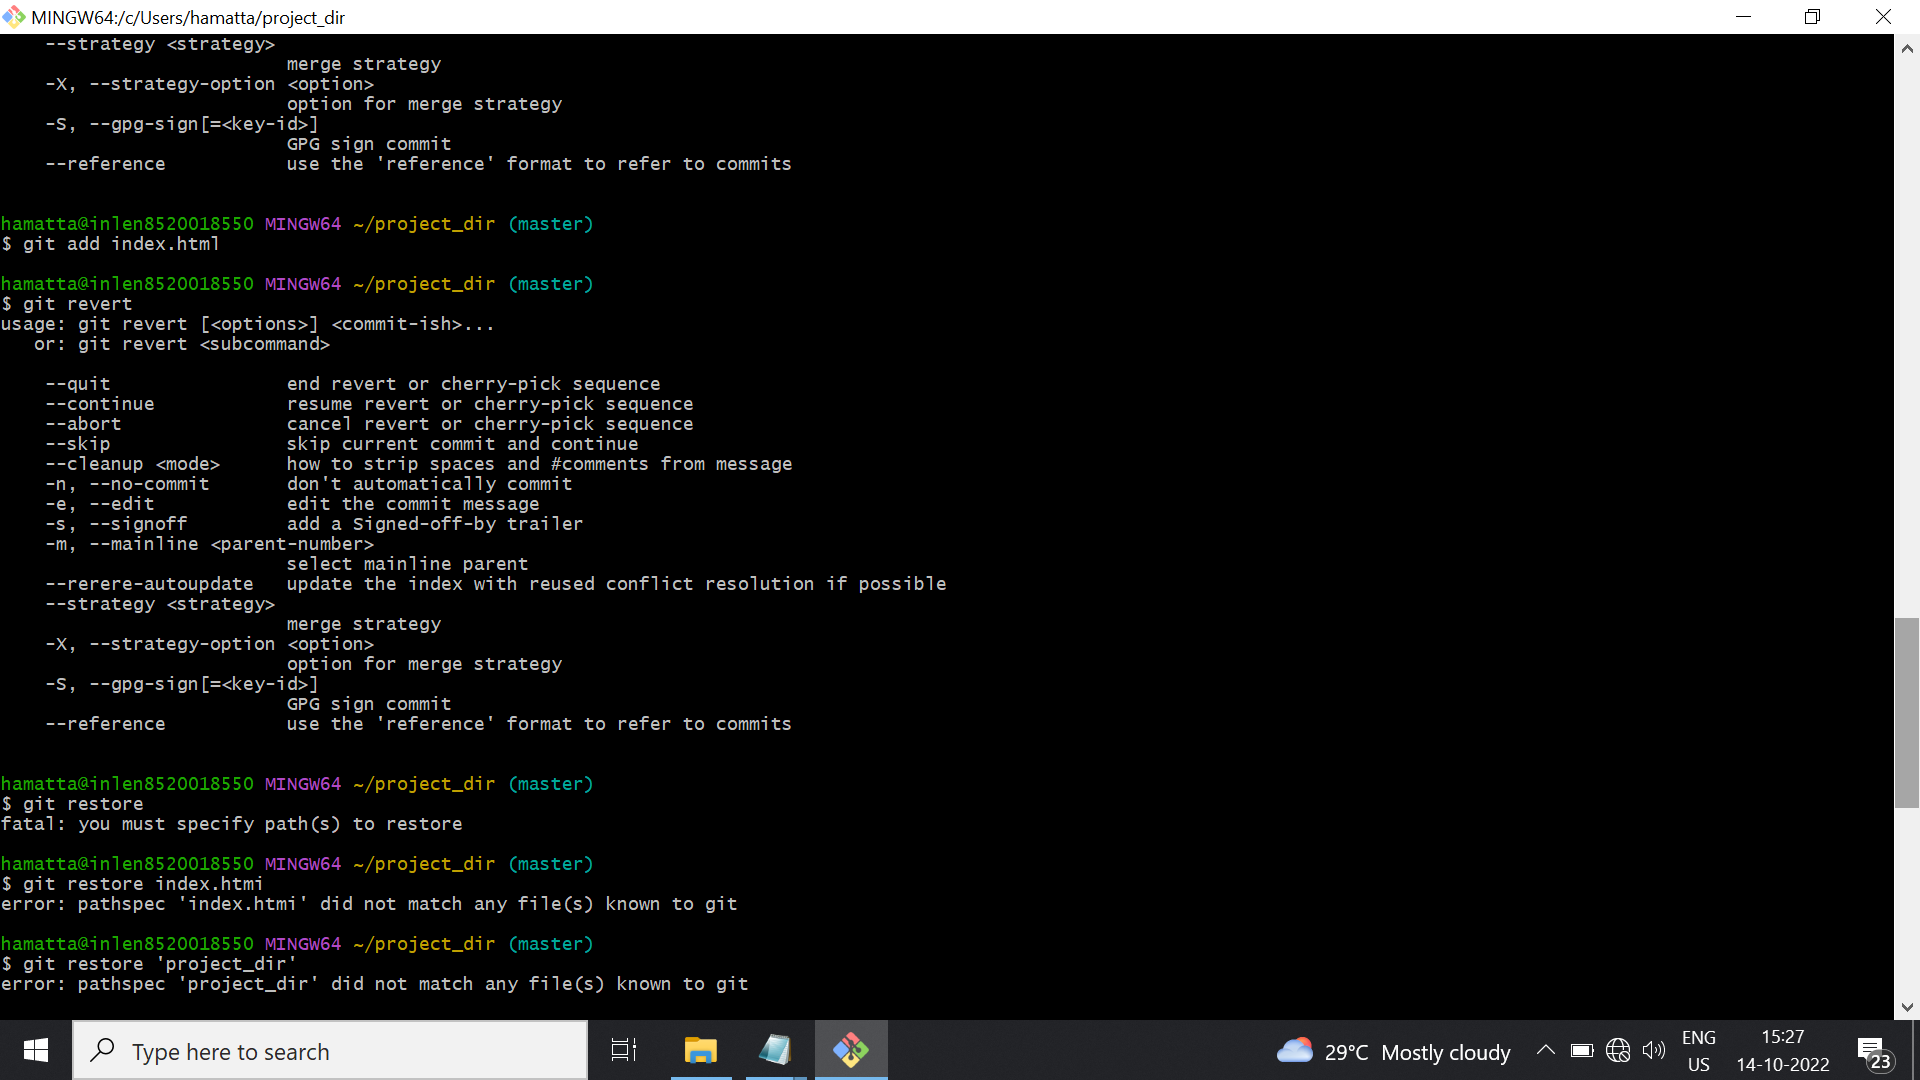 MINGW64:/c/Users/hamatta/project_dir
--strategy <strategy>
merge strategy
-X, --strategy-option <option>
option for merge strategy
-S, --gpg-sign[=<key-id>]
GPG sign commit
--reference use the 'reference' format to refer to commits
hamatta@inlen8520018550 MINGW64 ~/project_dir (master)
$ git add index.html
hamatta@inlen8520018550 MINGW64 ~/project_dir (master)
$ git revert
usage: git revert [<options>] <commit-ish>...
or: git revert <subcommand>
--quit end revert or cherry-pick sequence
--continue resume revert or cherry-pick sequence
--abort cancel revert or cherry-pick sequence
--skip skip current commit and continue
--cleanup <mode> how to strip spaces and #comments from message
-n, --no-commit don't automatically commit
-e, --edit edit the commit message
-s, --signoff add a Signed-off-by trailer
-m, --mainline <parent-number>
select mainline parent
--rerere-autoupdate update the index with reused conflict resolution if possible
--strategy <strategy>
merge strategy
-X, --strategy-option <option>
option for merge strategy
-S, --gpg-sign[=<key-id>]
GPG sign commit
--reference use the 'reference' format to refer to commits
hamatta@inlen8520018550 MINGW64 ~/project_dir (master)
$ git restore
fatal: you must specify path(s) to restore
hamatta@inlen8520018550 MINGW64 ~/project_dir (master)
$ git restore index.htmi
error: pathspec 'index.htmi' did not match any file(s) known to git
hamatta@inlen8520018550 MINGW64 ~/project_dir (master)
$ git restore 'project_dir'
error: pathspec 'project_dir' did not match any file(s) known to git
Type here to search
29°C Mostly cloudy
ENG
US
15:27
14-10-2022
23